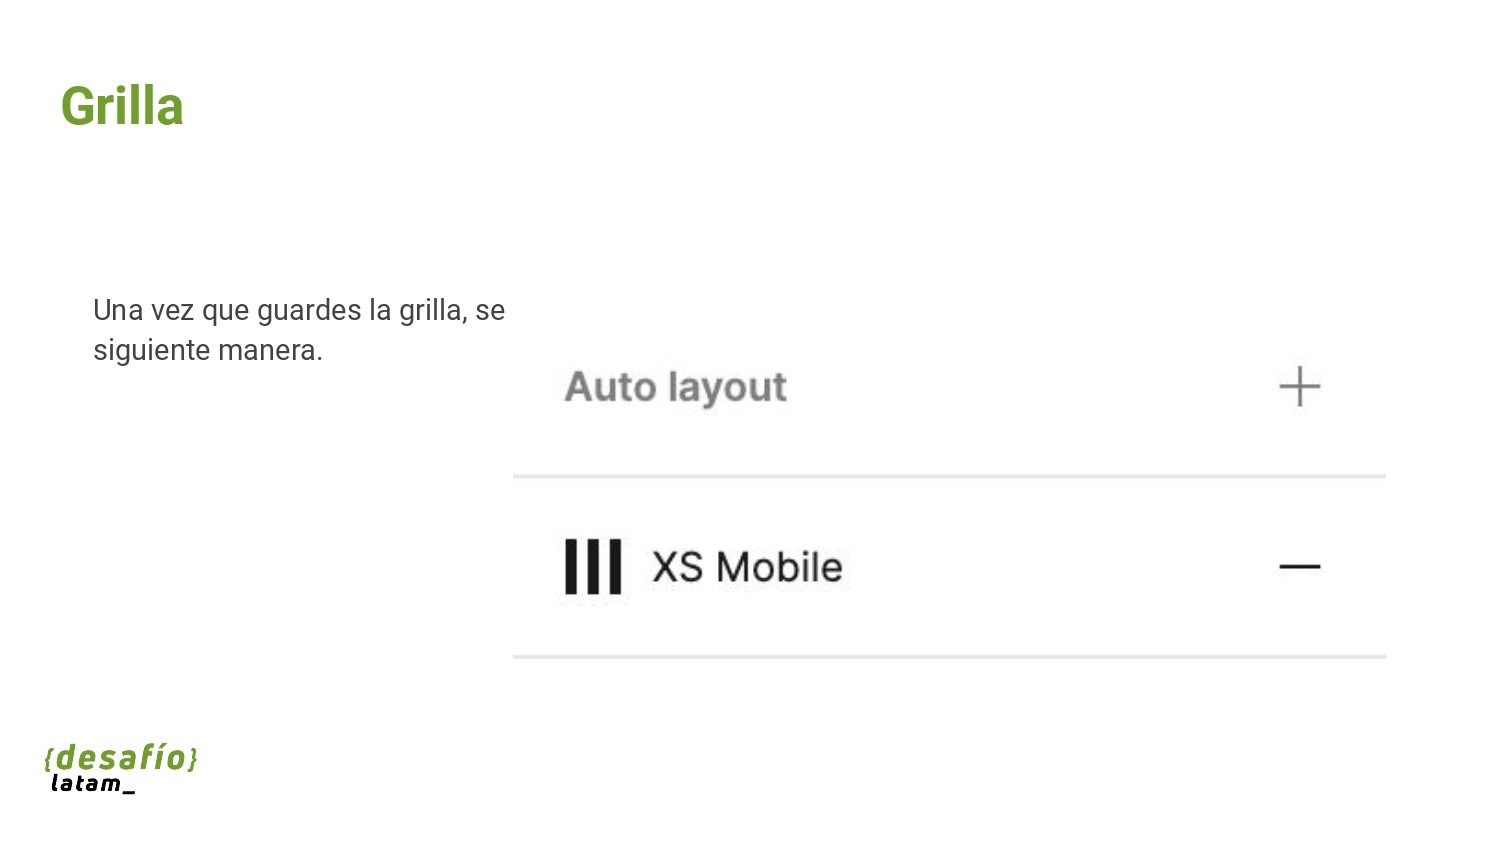 Grilla
Una vez que guardes la grilla, se
siguiente manera.
Auto layout
XS Mobile
{desafío}
latam_